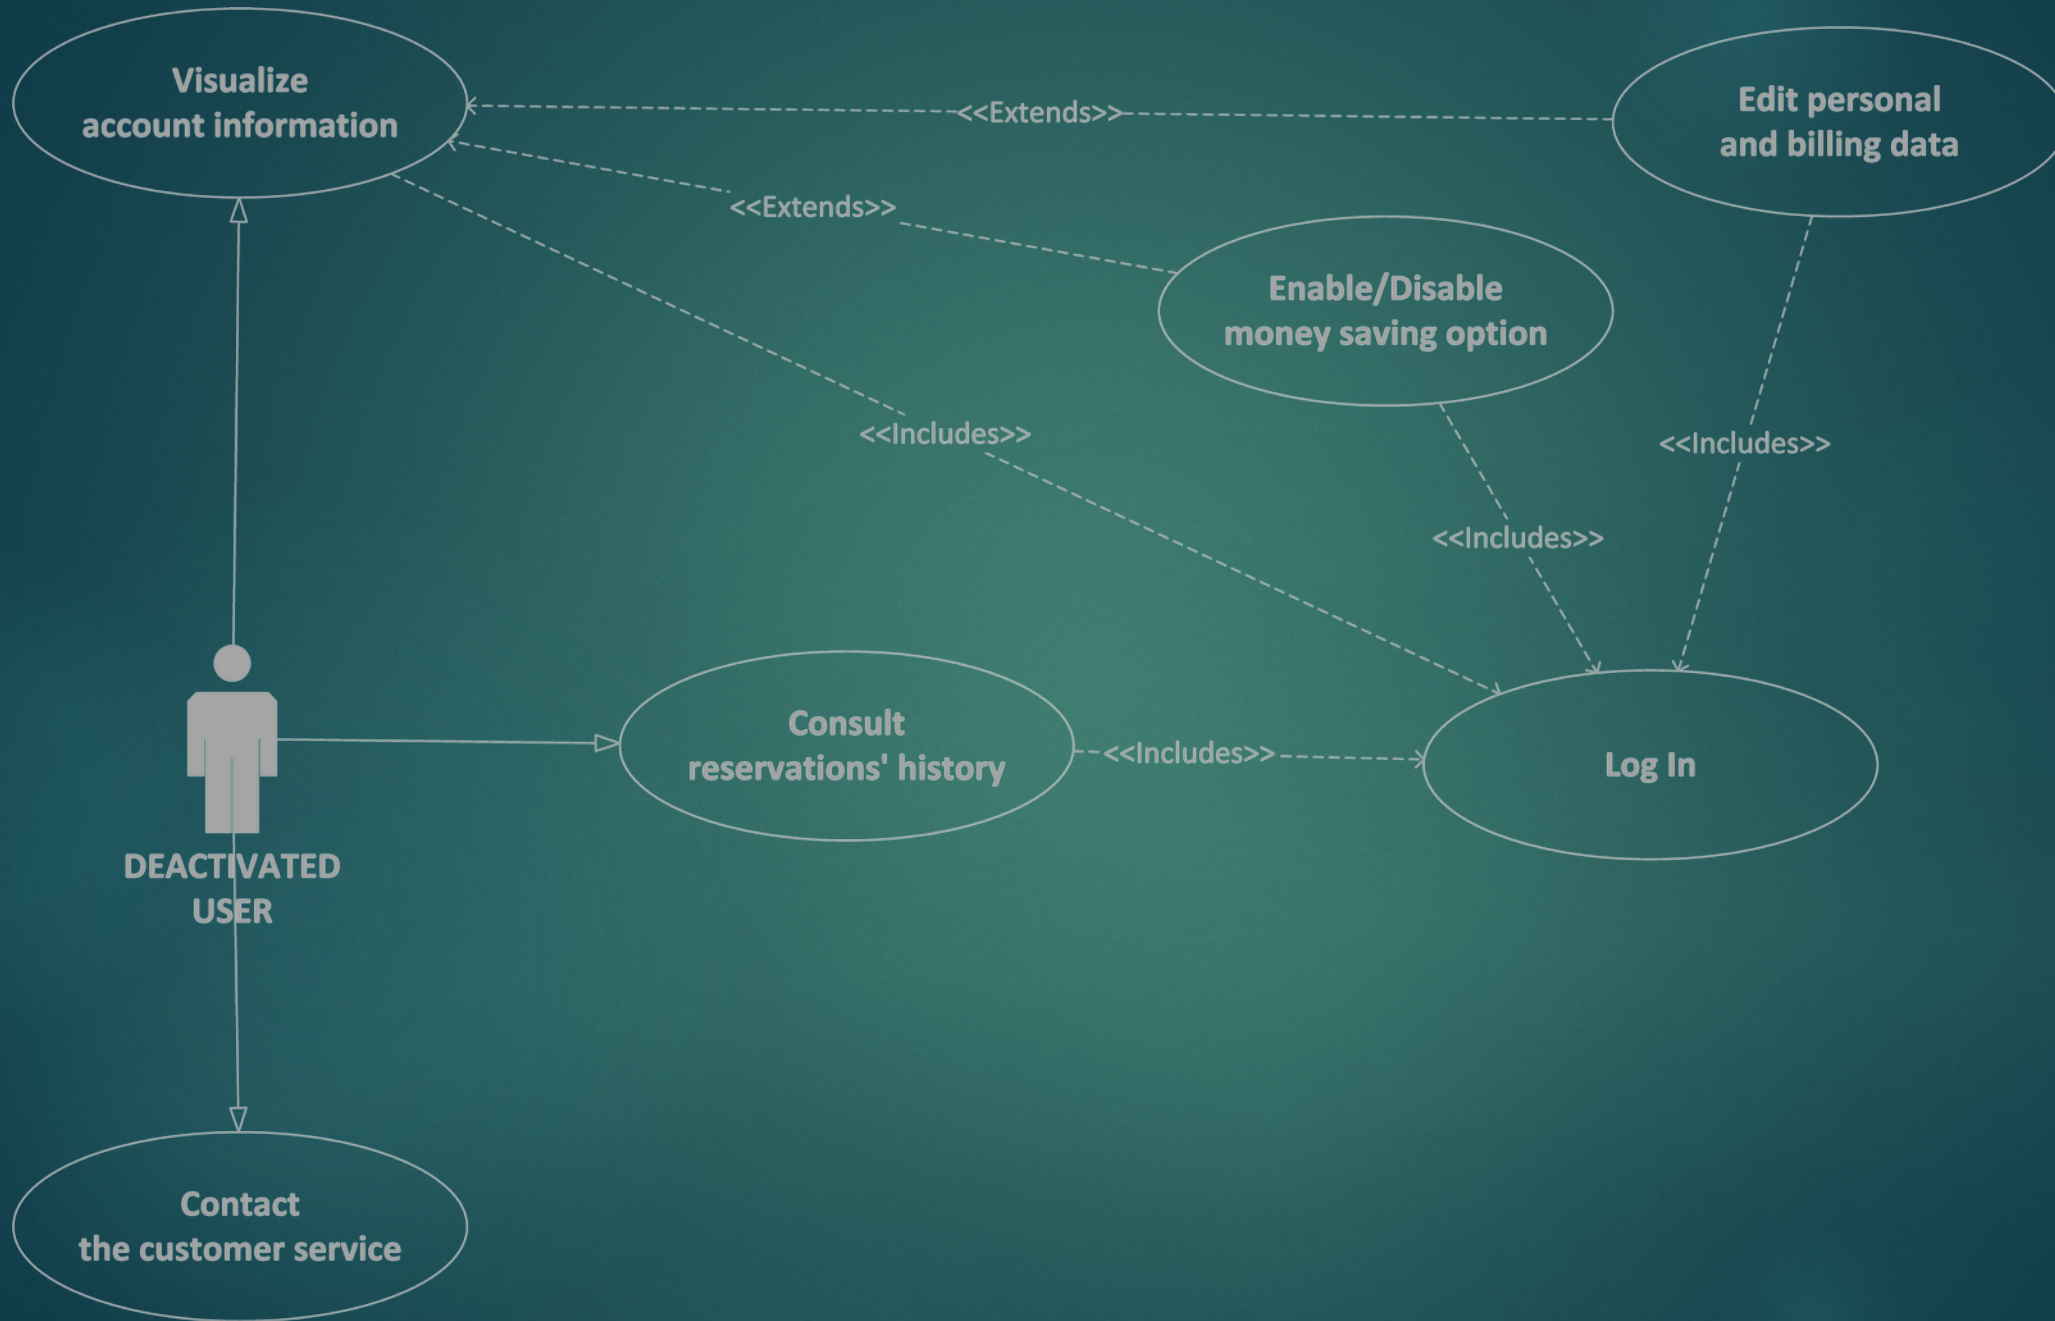 Visualize
account information
<<Extends>>
Edit personal
and billing data
<<Extends>>
Enable/Disable
money saving option
<<Includes>>
<<Includes>>
<<Includes>>
Consult
reservations' history
<<Includes>>
Log In
DEACTIVATED
USER
Contact
the customer service